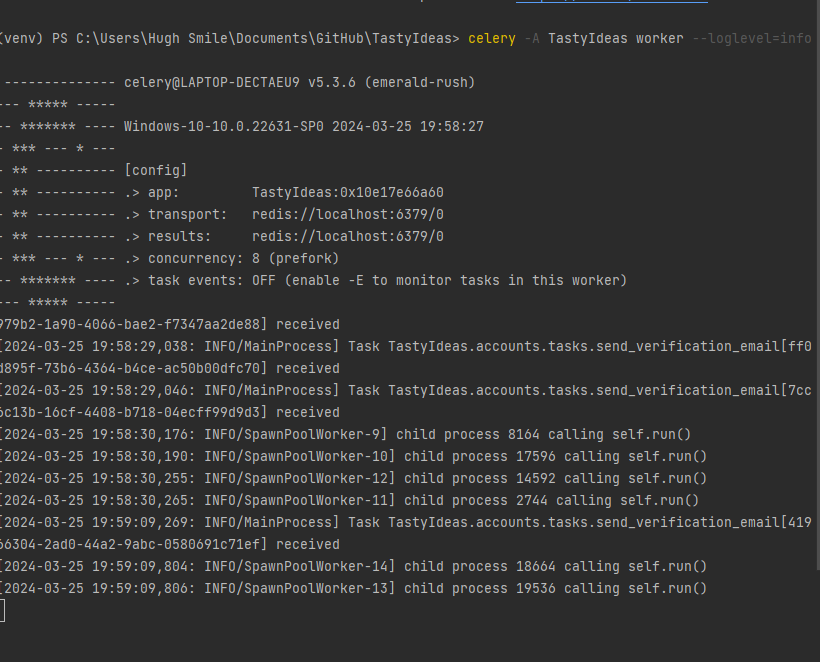 (venv) PS C:\Users\Hugh Smile\Documents\GitHub\TastyIdeas> celery -A TastyIdeas worker --loglevel=info
-------------- celery@LAPTOP-DECTAEU9 v5.3.6 (emerald-rush)
--- ***** -----
-- ******* ---- Windows-10-10.0.22631-SP0 2024-03-25 19:58:27
- *** --- * ---
- ** ---------- [config]
- ** ---------- .> app:         TastyIdeas:0x10e17e66a60
- ** ---------- .> transport:   redis://localhost:6379/0
- ** ---------- .> results:     redis://localhost:6379/0
- *** --- * --- .> concurrency: 8 (prefork)
-- ******* ---- .> task events: OFF (enable -E to monitor tasks in this worker)
--- ***** -----
979b2-1a90-4066-bae2-f7347aa2de88] received
[2024-03-25 19:58:29,038: INFO/MainProcess] Task TastyIdeas.accounts.tasks.send_verification_email[ff0
d895f-73b6-4364-b4ce-ac50b00dfc70] received
[2024-03-25 19:58:29,046: INFO/MainProcess] Task TastyIdeas.accounts.tasks.send_verification_email[7cc
6c13b-16cf-4408-b718-04ecff99d9d3] received
[2024-03-25 19:58:30,176: INFO/SpawnPoolWorker-9] child process 8164 calling self.run()
[2024-03-25 19:58:30,190: INFO/SpawnPoolWorker-10] child process 17596 calling self.run()
[2024-03-25 19:58:30,255: INFO/SpawnPoolWorker-12] child process 14592 calling self.run()
[2024-03-25 19:58:30,265: INFO/SpawnPoolWorker-11] child process 2744 calling self.run()
[2024-03-25 19:59:09,269: INFO/MainProcess] Task TastyIdeas.accounts.tasks.send_verification_email[419
66304-2ad0-44a2-9abc-0580691c71ef] received
[2024-03-25 19:59:09,804: INFO/SpawnPoolWorker-14] child process 18664 calling self.run()
[2024-03-25 19:59:09,806: INFO/SpawnPoolWorker-13] child process 19536 calling self.run()